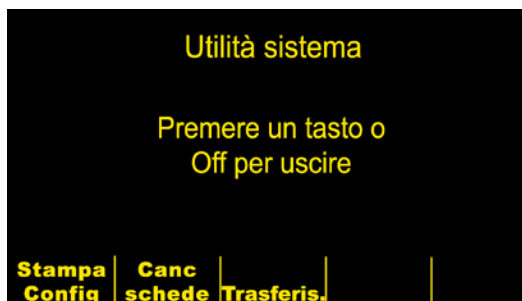 Utilità sistema
Premere un tasto o
Off per uscire
Stampa Canc
Config schede Trasferis.